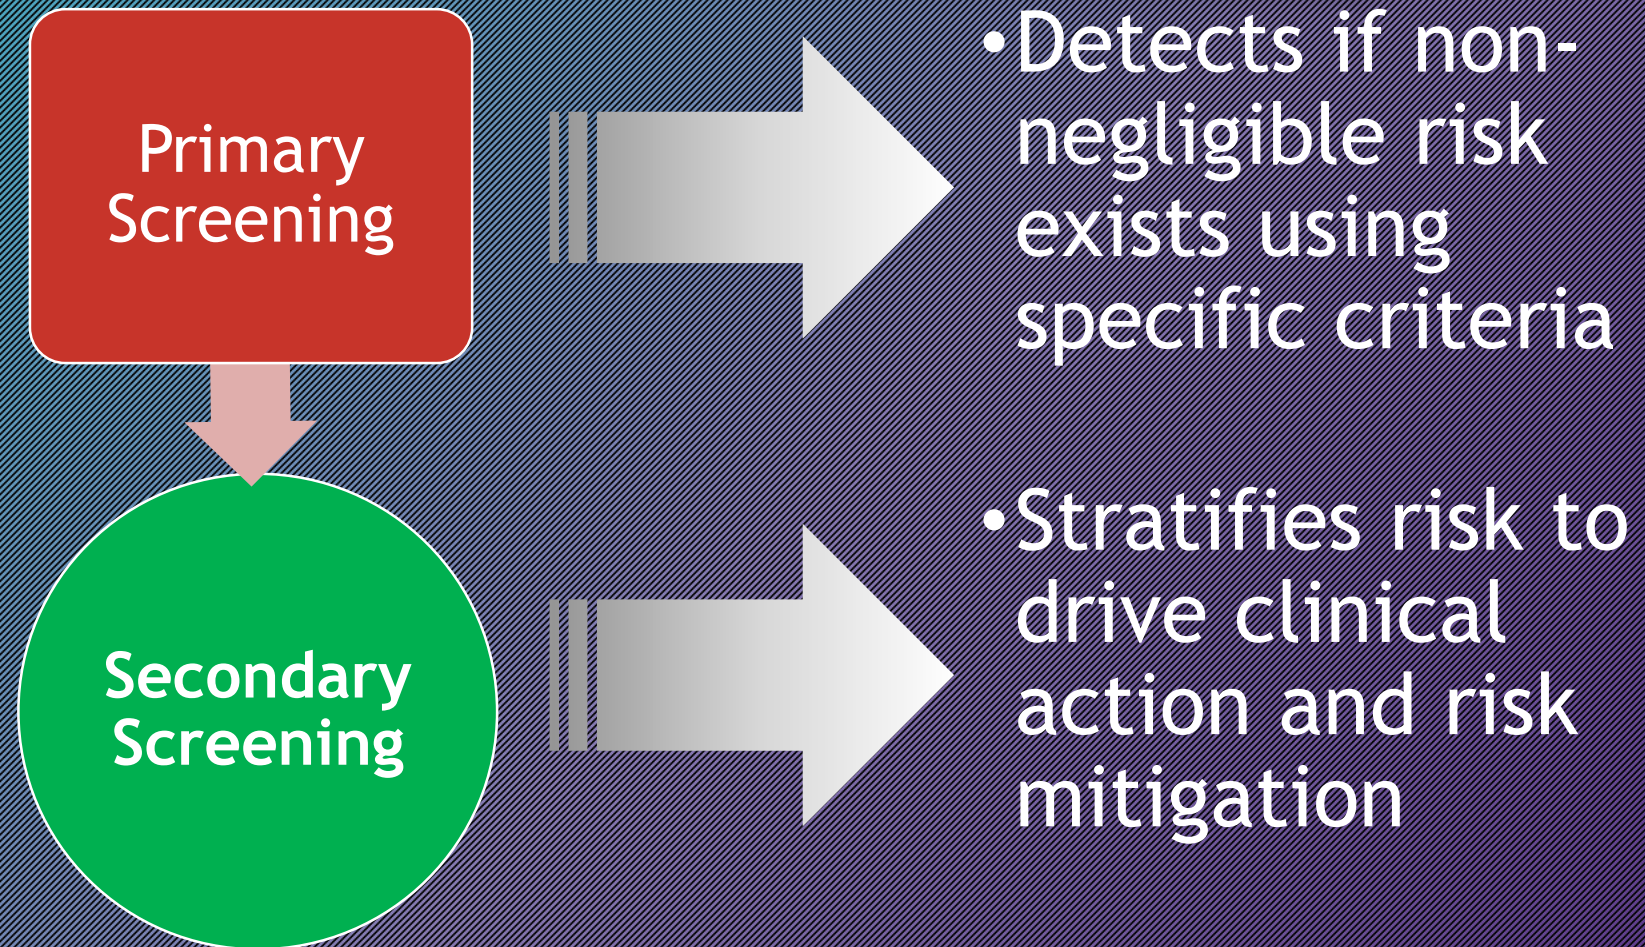 Primary
Screening
•Detects if non-
negligible risk
exists using
specific criteria
Secondary
Screening
•Stratifies risk to
drive clinical
action and risk
mitigation